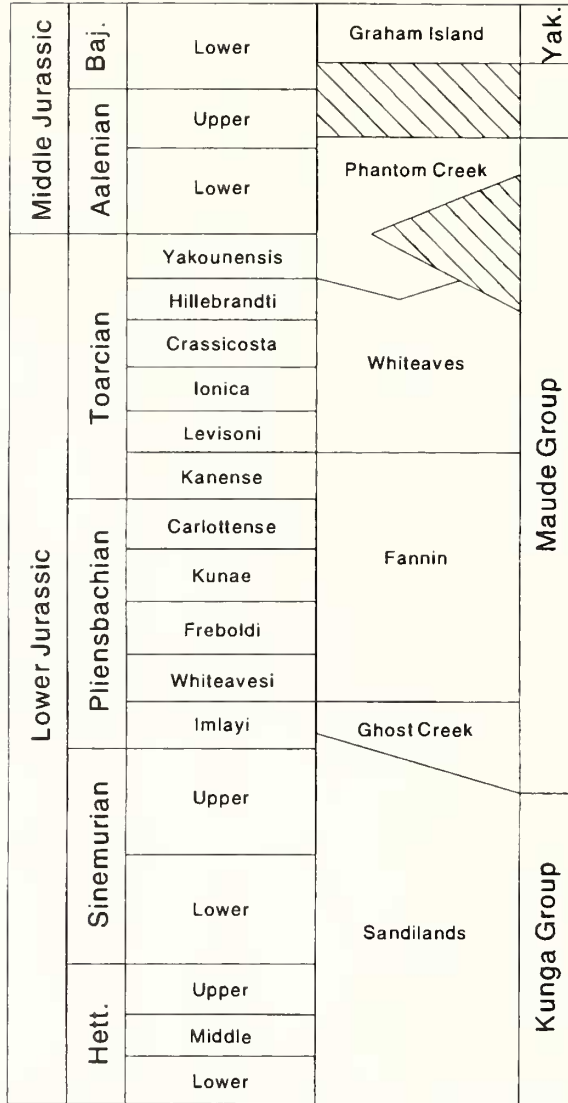 Middle Jurassic
Lower Jurassic
Baj.
Aalenian
Toarcian
Pliensbachian
Sinemurian
Hett.
Lower
Upper
Lower
Yakounensis
Hillebrandti
Crassicosta
Ionica
Levisoni
Kanense
Carlottense
Kunae
Freboldi
Whiteavesi
Imlayi
Upper
Lower
Upper
Middle
Lower
Graham Island
Phantom Creek
Whiteaves
Fannin
Ghost Creek
Sandilands
Yak.
Maude Group
Kunga Group